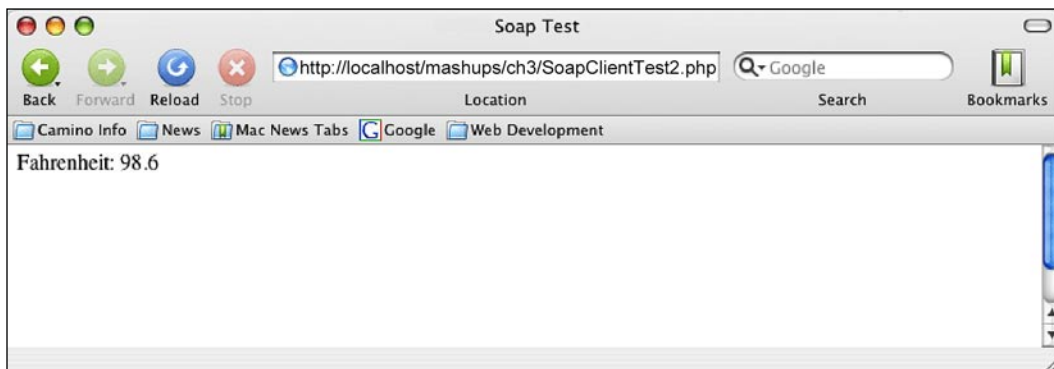 Soap Test
http://localhost/mashups/ch3/SoapClientTest2.php
Google
Back Forward Reload Stop Location Search Bookmarks
Camino Info News Mac News Tabs Google Web Development
Fahrenheit: 98.6